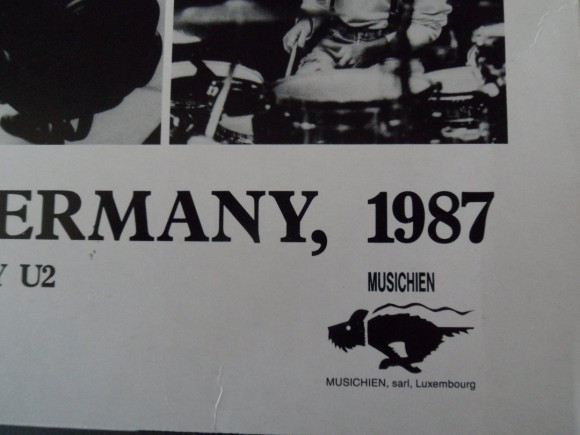 ERMANY, 1987
Y U2
MUSICHIEN
MUSICHIEN, sarl, Luxembourg